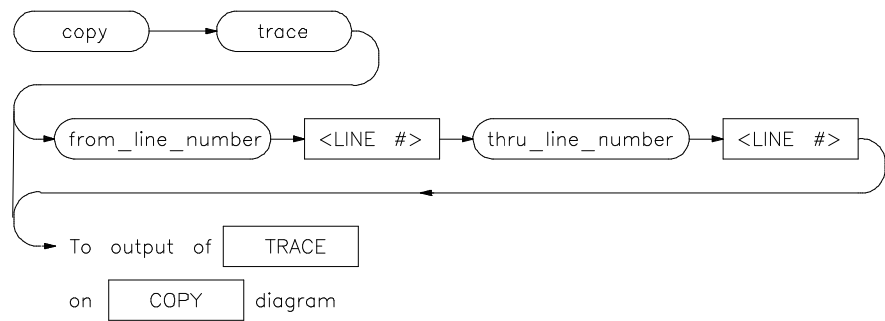 copy trace
from_line_number <LINE #> thru_line_number <LINE #>
To output of TRACE
on COPY diagram